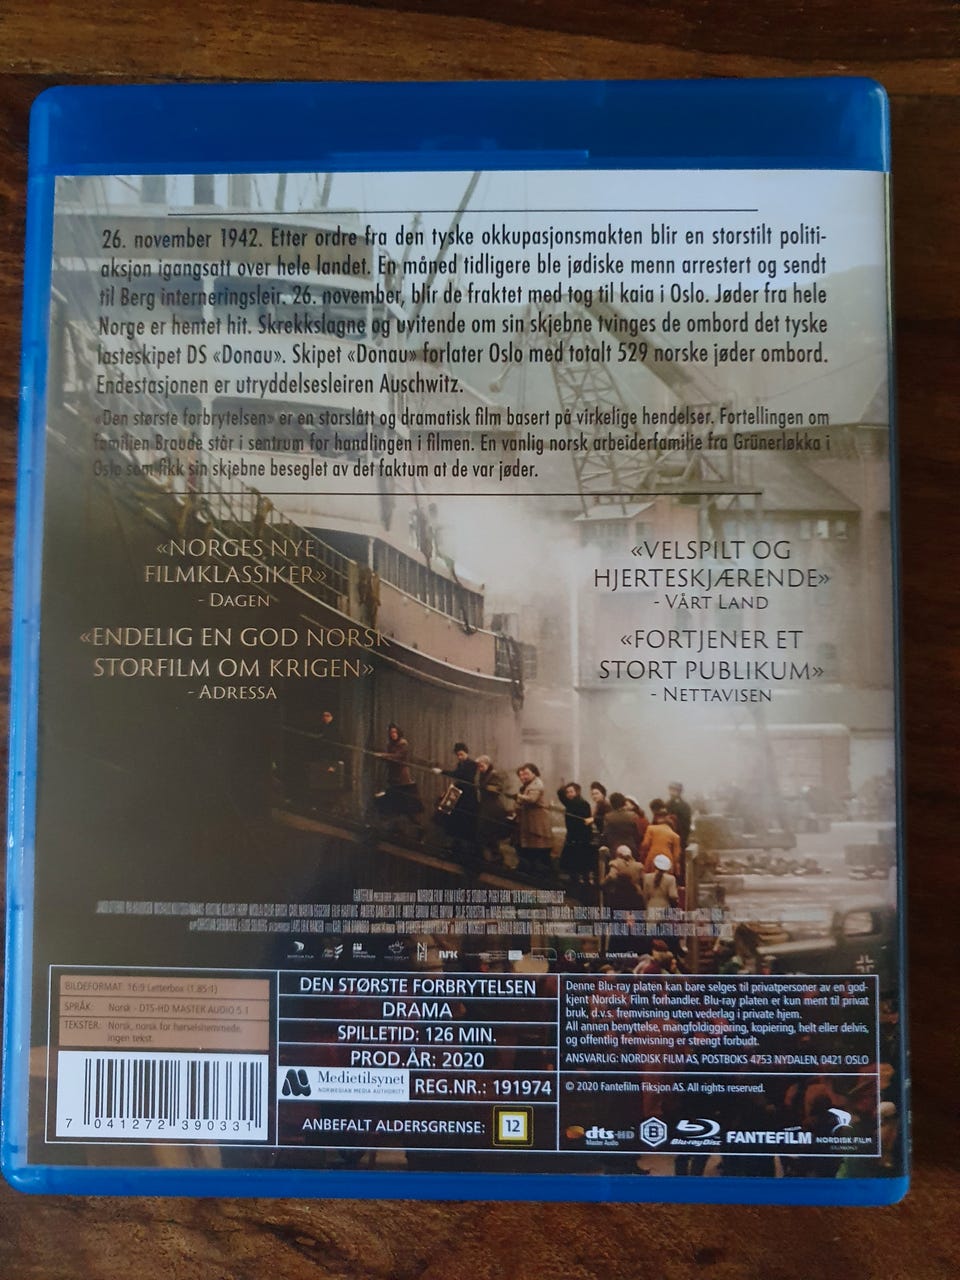 26. november 1942. Etter ordre fra den tyske okkupasjonsmakten blir en storstilt politi-
aksjon igangsatt over hele landet. En måned tidligere ble jødiske menn arrestert og sendt
til Berg interneringsleir. 26. november, blir de fraktet med tog til kaia i Oslo. Jøder fra hele
Norge er hentet hit. Skrekkslagne og uvitende om sin skjebne tvinges de ombord det tyske
lasteskipet DS «Donau». Skipet «Donau» forlater Oslo med totalt 529 norske jøder ombord.
Endestasjonen er utryddelsesleiren Auschwitz.
«Den største forbrytelsen» er en storslått og dramatisk film basert på virkelige hendelser. Fortellingen om
familien Braude står i sentrum for handlingen i filmen. En vanlig norsk arbeiderfamilie fra Grünerløkka i
Oslo som fikk sin skjebne beseglet av det faktum at de var jøder.
«NORGES NYE
FILMKLASSIKER»
- DAGEN
«VELSPILT OG
HJERTESKJÆRENDE»
- VÅRT LAND
«ENDELIG EN GOD NORSK
STORFILM OM KRIGEN»
- ADRESSA
«FORTJENER ET
STORT PUBLIKUM»
- NETTAVISEN
nrk
FANTEFILM
BILDEFORMAT: 16:9 Letterbox (1.85:1)
SPRÅK: Norsk - DTS-HD MASTER AUDIO 5.1
TEKSTER: Norsk, norsk for hørselshemmede,
ingen tekst.
7 041272 390331
DEN STØRSTE FORBRYTELSEN
DRAMA
SPILLETID: 126 MIN.
PROD.ÅR: 2020
Medietilsynet
NORWEGIAN MEDIA AUTHORITY
REG.NR.: 191974
ANBEFALT ALDERSGRENSE: 12
Denne Blu-ray platen kan bare selges til privatpersoner av en god-
kjent Nordisk Film forhandler. Blu-ray platen er kun ment til privat
bruk, d.v.s. fremvisning uten vederlag i private hjem.
All annen benyttelse, mangfoldiggjøring, kopiering, helt eller delvis,
og offentlig fremvisning er strengt forbudt.
ANSVARLIG: NORDISK FILM AS, POSTBOKS 4753 NYDALEN, 0421 OSLO
© 2020 Fantefilm Fiksjon AS. All rights reserved.
dts-HD
Master Audio
B
Blu-ray Disc
FANTEFILM
NORDISK FILM